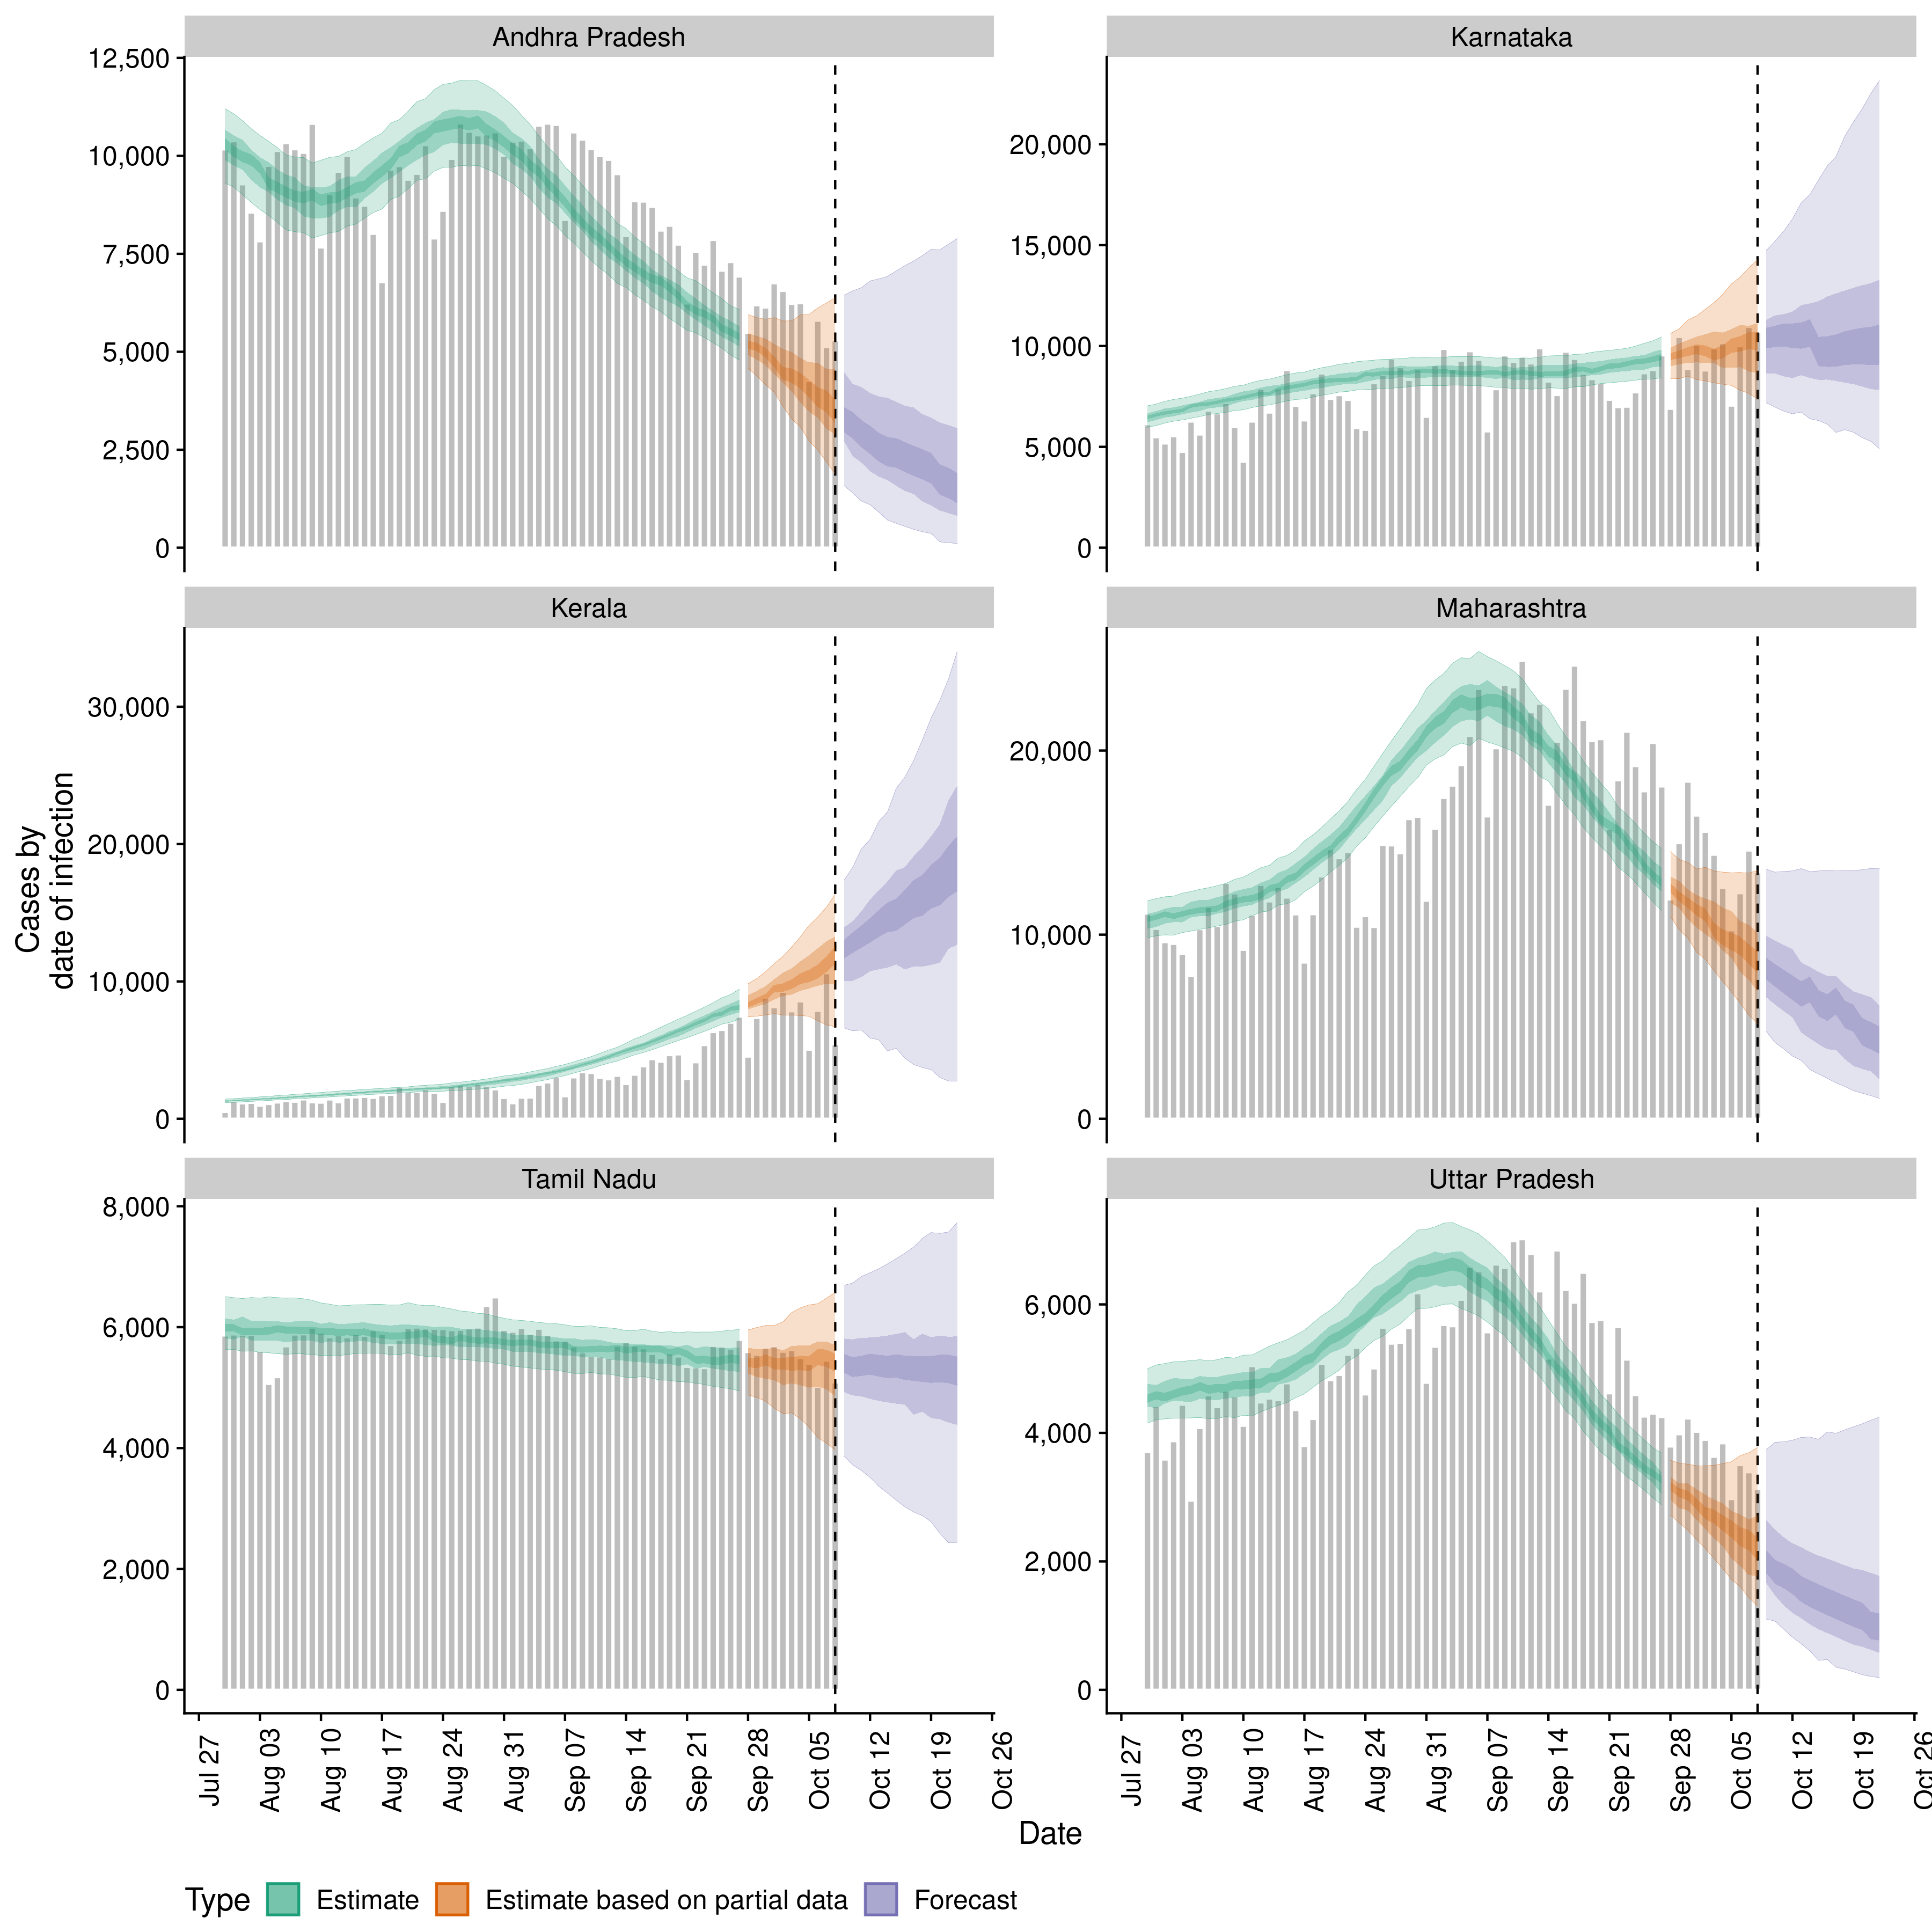 Andhra Pradesh
Karnataka
12,500
10,000
7,500
5,000
2,500
0
20,000
15,000
10,000
5,000
0
Kerala
Maharashtra
30,000
20,000
10,000
0
20,000
10,000
0
Cases by
date of infection
Tamil Nadu
Uttar Pradesh
8,000
6,000
4,000
2,000
0
6,000
4,000
2,000
0
Jul 27
Aug 03
Aug 10
Aug 17
Aug 24
Aug 31
Sep 07
Sep 14
Sep 21
Sep 28
Oct 05
Oct 12
Oct 19
Oct 26
Jul 27
Aug 03
Aug 10
Aug 17
Aug 24
Aug 31
Sep 07
Sep 14
Sep 21
Sep 28
Oct 05
Oct 12
Oct 19
Oct 26
Date
Type Estimate Estimate based on partial data Forecast